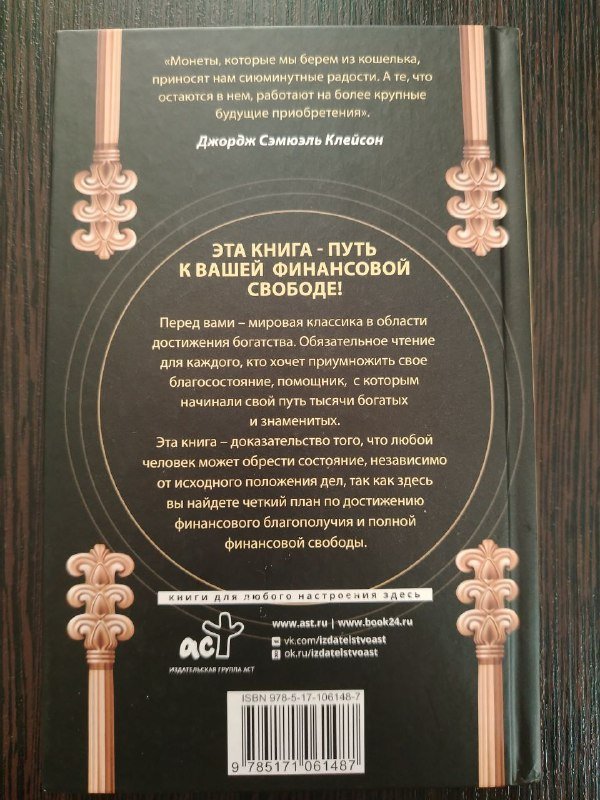 «Монеты, которые мы берем из кошелька,
приносят нам сиюминутные радости. А те, что
остаются в нем, работают на более крупные
будущие приобретения».
Джордж Сэмюэль Клейсон
ЭТА КНИГА - ПУТЬ
К ВАШЕЙ ФИНАНСОВОЙ
СВОБОДЕ!
Перед вами – мировая классика в области
достижения богатства. Обязательное чтение
для каждого, кто хочет приумножить свое
благосостояние, помощник, с которым
начинали свой путь тысячи богатых
и знаменитых.
Эта книга – доказательство того, что любой
человек может обрести состояние, независимо
от исходного положения дел, так как здесь
вы найдете четкий план по достижению
финансового благополучия и полной
финансовой свободы.
книги для любого настроения здесь
аст
ИЗДАТЕЛЬСКАЯ ГРУППА АСТ
www.ast.ru | www.book24.ru
vk.com/izdatelstvoast
ok.ru/izdatelstvoast
ISBN 978-5-17-106148-7
9 785171 061487